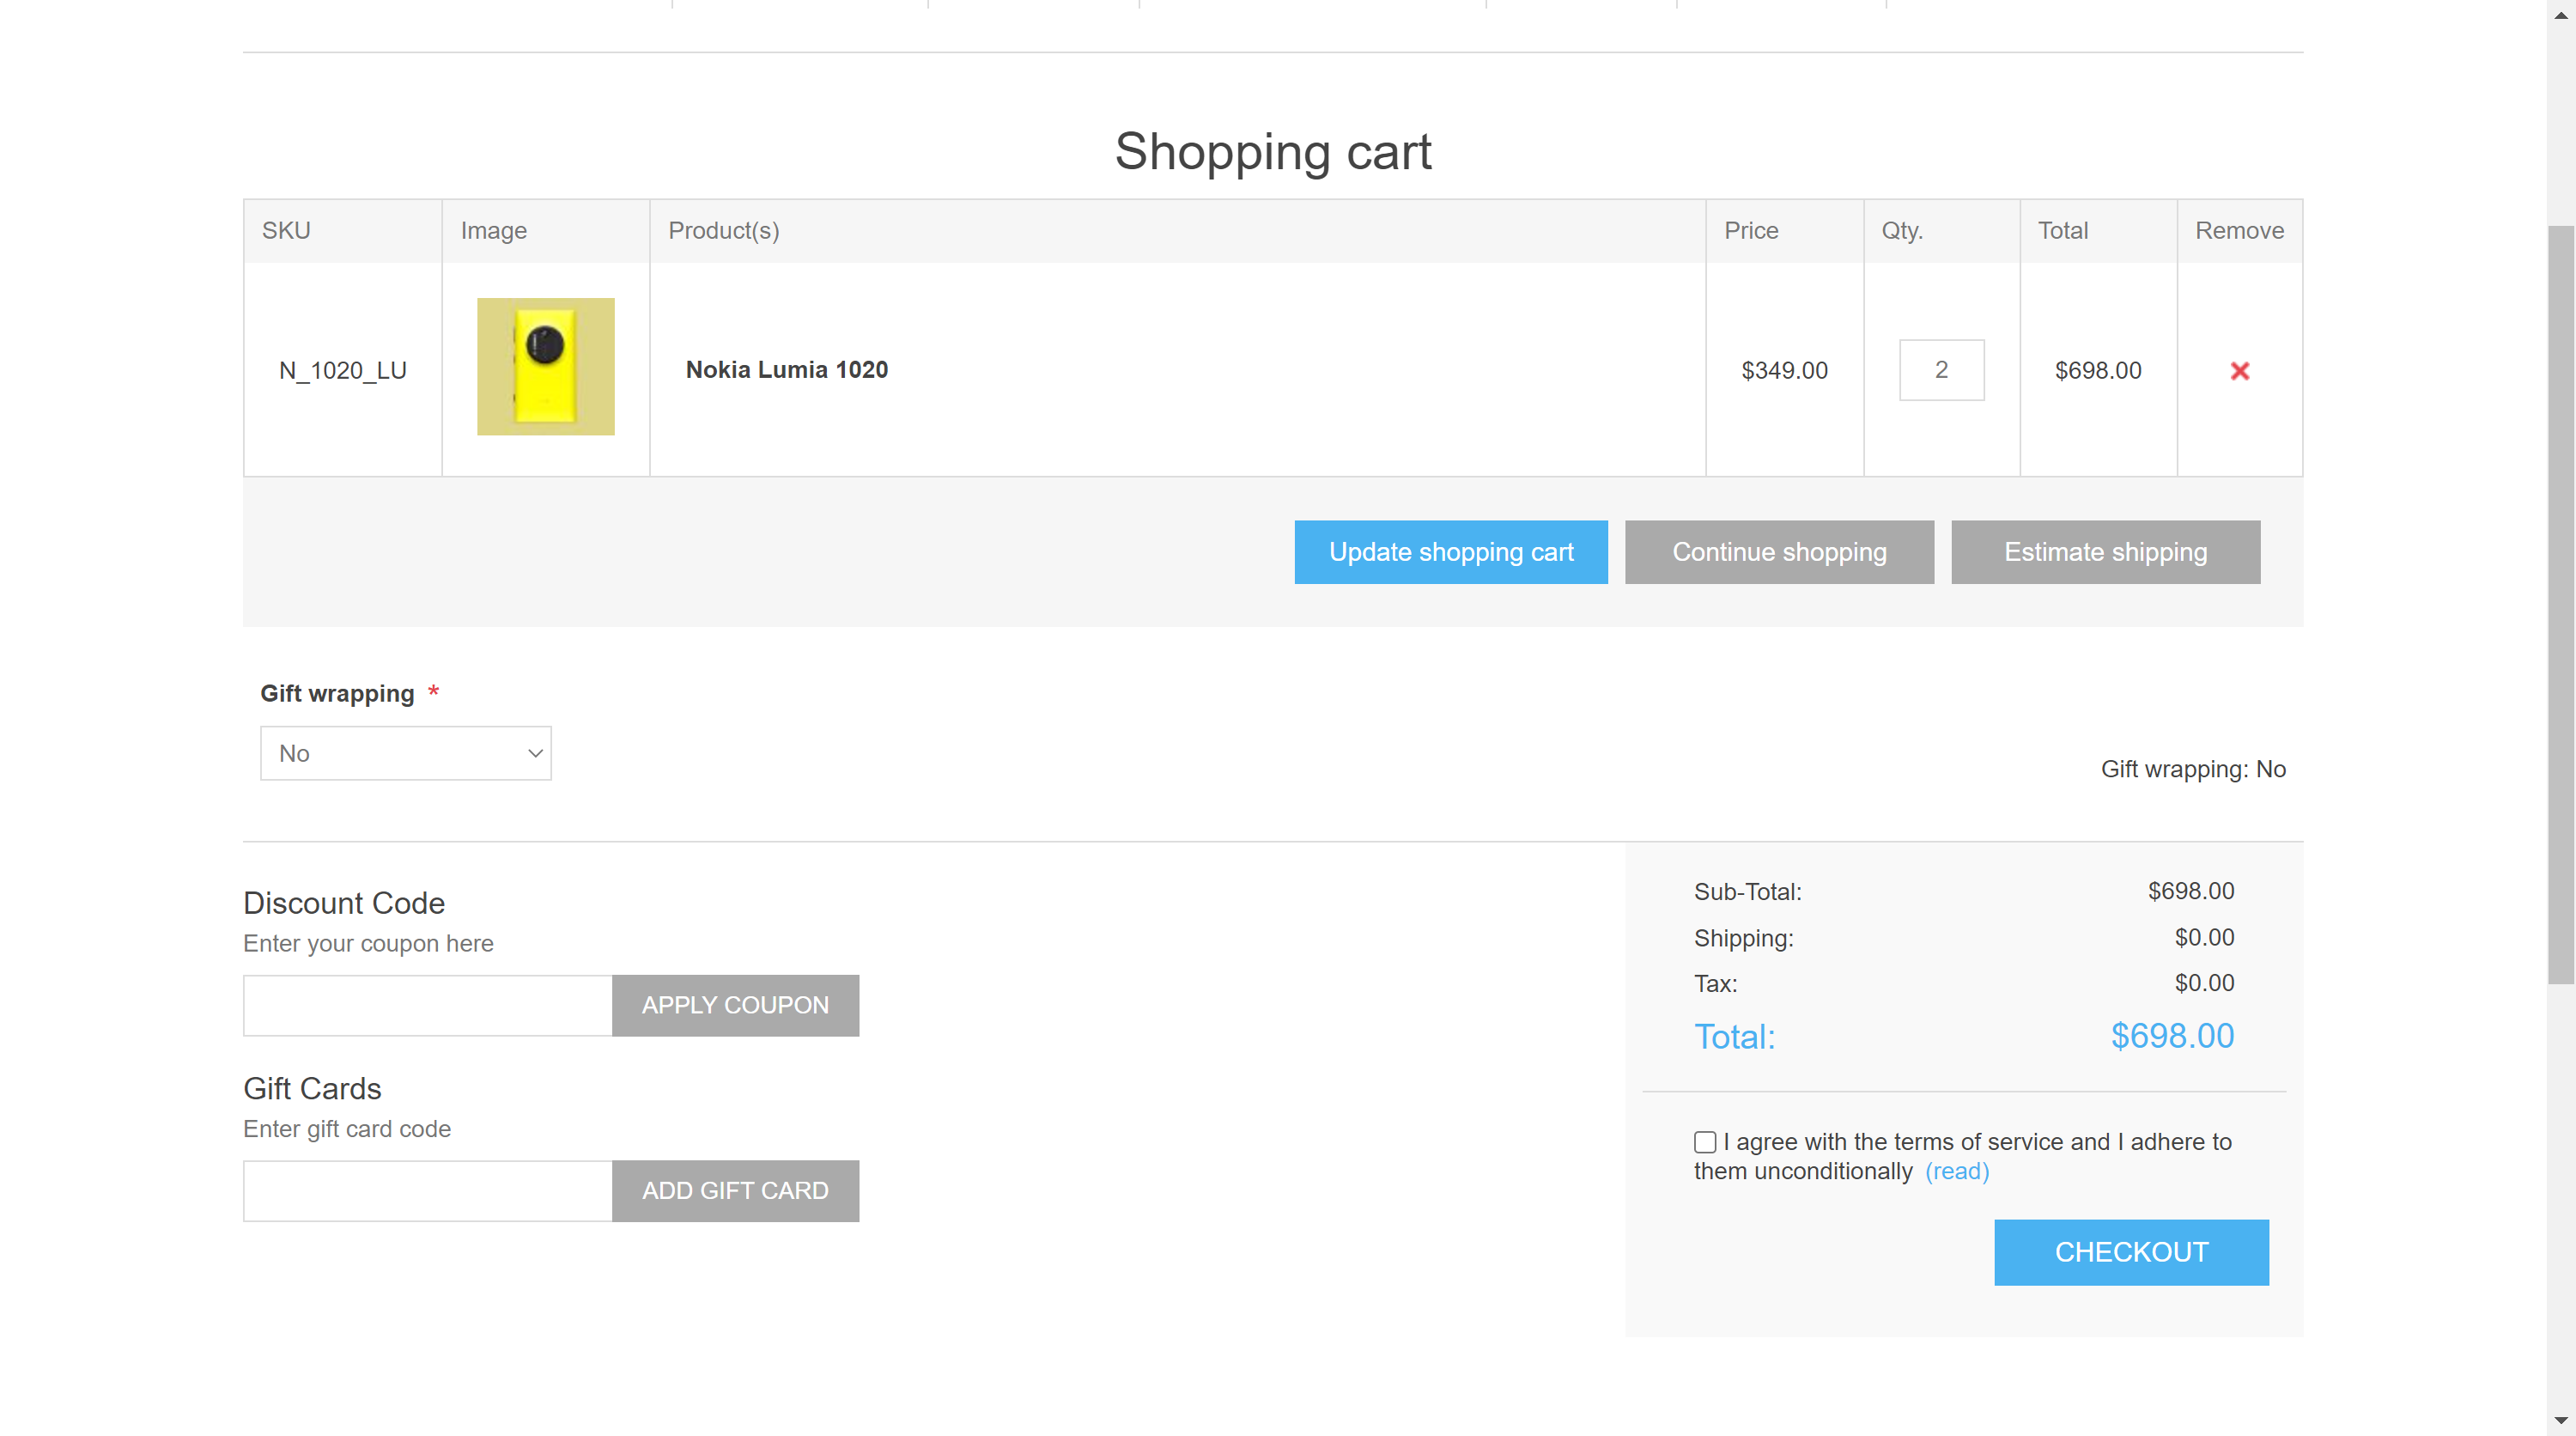 Shopping cart
SKU Image Product(s) Price Qty. Total Remove
N_1020_LU Nokia Lumia 1020 $349.00 2 $698.00
Update shopping cart Continue shopping Estimate shipping
Gift wrapping *
No
Gift wrapping: No
Discount Code
Enter your coupon here
APPLY COUPON
Gift Cards
Enter gift card code
ADD GIFT CARD
Sub-Total: $698.00
Shipping: $0.00
Tax: $0.00
Total: $698.00
I agree with the terms of service and I adhere to
them unconditionally (read)
CHECKOUT